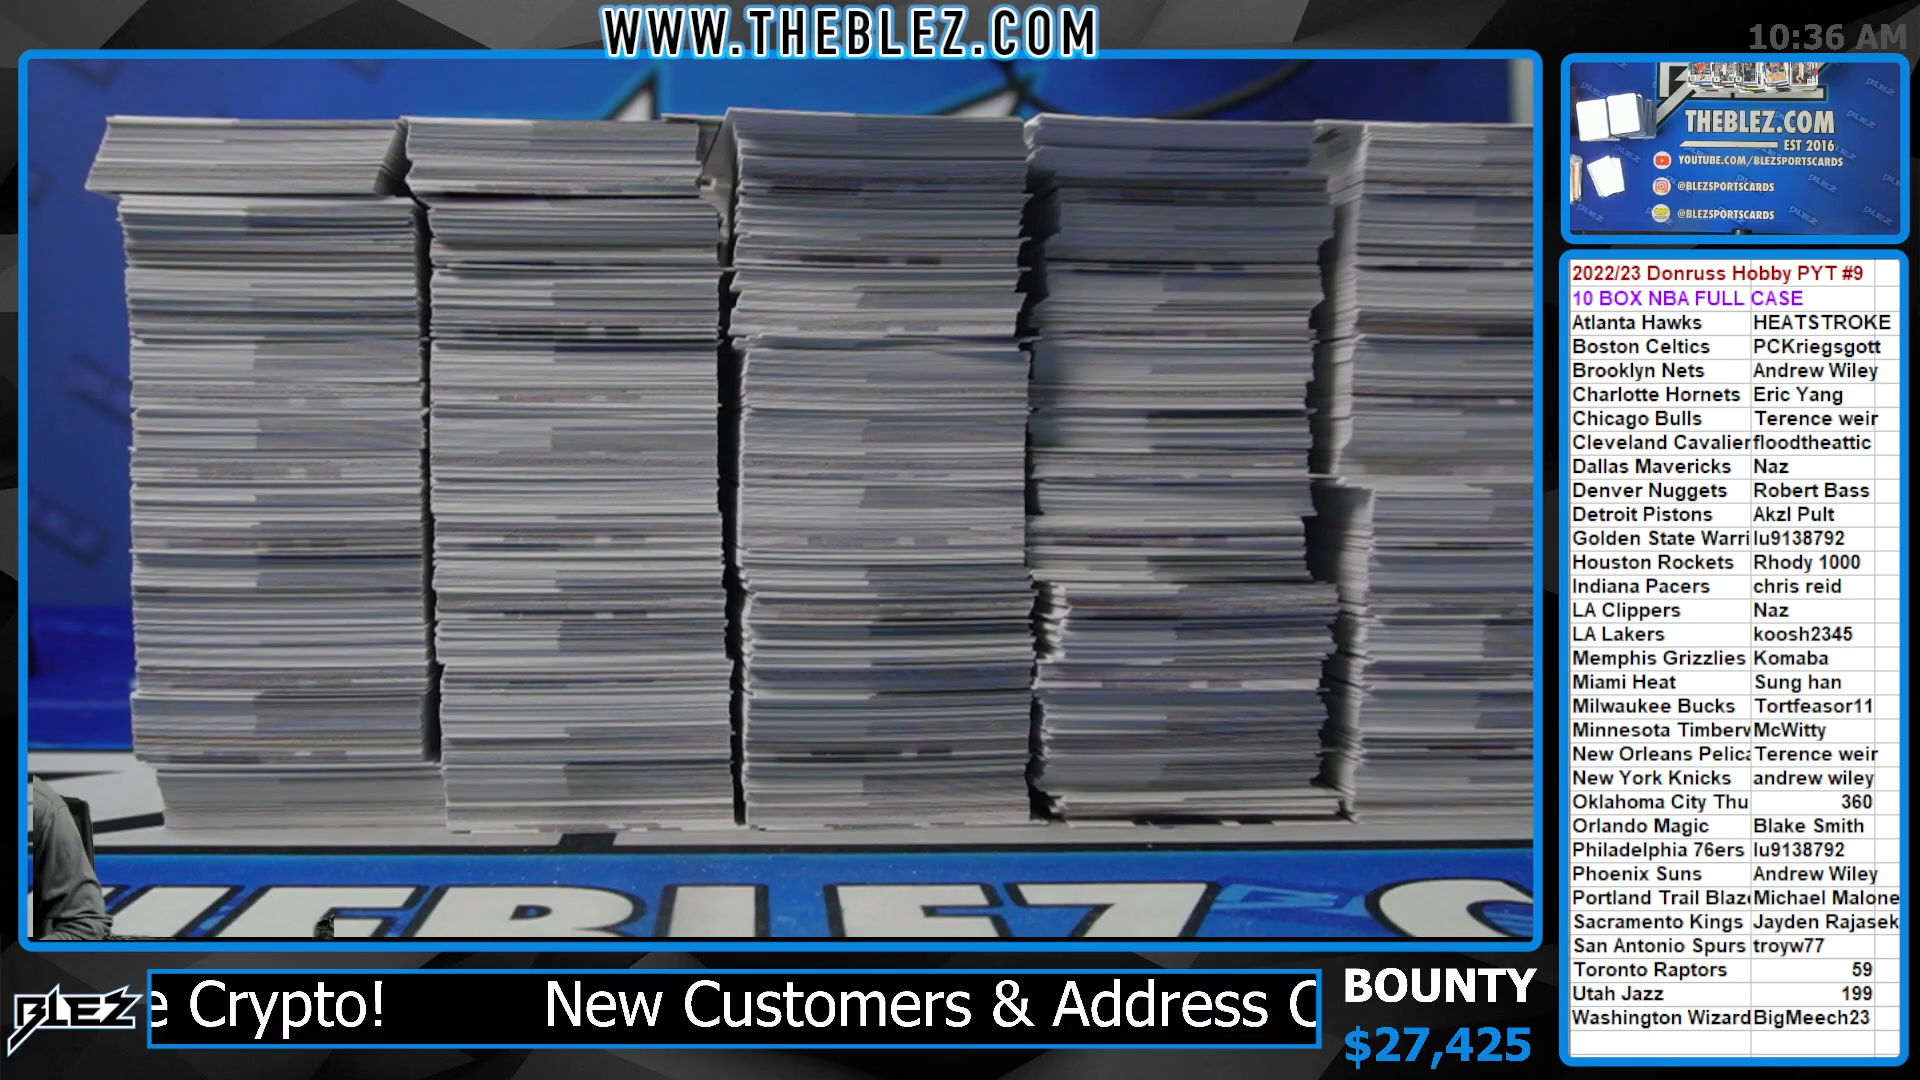 WWW.THEBLEZ.COM
10:36 AM
THEBLEZ.COM
EST 2016
YOUTUBE.COM/BLEZSPORTSCARDS
@BLEZSPORTSCARDS
@BLEZSPORTSCARDS
2022/23 Donruss Hobby PYT #9
10 BOX NBA FULL CASE
Atlanta Hawks HEATSTROKE
Boston Celtics PCKriegsgott
Brooklyn Nets Andrew Wiley
Charlotte Hornets Eric Yang
Chicago Bulls Terence weir
Cleveland Cavalier floodtheattic
Dallas Mavericks Naz
Denver Nuggets Robert Bass
Detroit Pistons Akzl Pult
Golden State Warri lu9138792
Houston Rockets Rhody 1000
Indiana Pacers chris reid
LA Clippers Naz
LA Lakers koosh2345
Memphis Grizzlies Komaba
Miami Heat Sung han
Milwaukee Bucks Tortfeasor11
Minnesota Timberv McWitty
New Orleans Pelica Terence weir
New York Knicks andrew wiley
Oklahoma City Thu 360
Orlando Magic Blake Smith
Philadelphia 76ers lu9138792
Phoenix Suns Andrew Wiley
Portland Trail Blaze Michael Malone
Sacramento Kings Jayden Rajasek
San Antonio Spurs troyw77
Toronto Raptors 59
Utah Jazz 199
Washington Wizard BigMeech23
BLEZ
e Crypto! New Customers & Address C
BOUNTY
$27,425